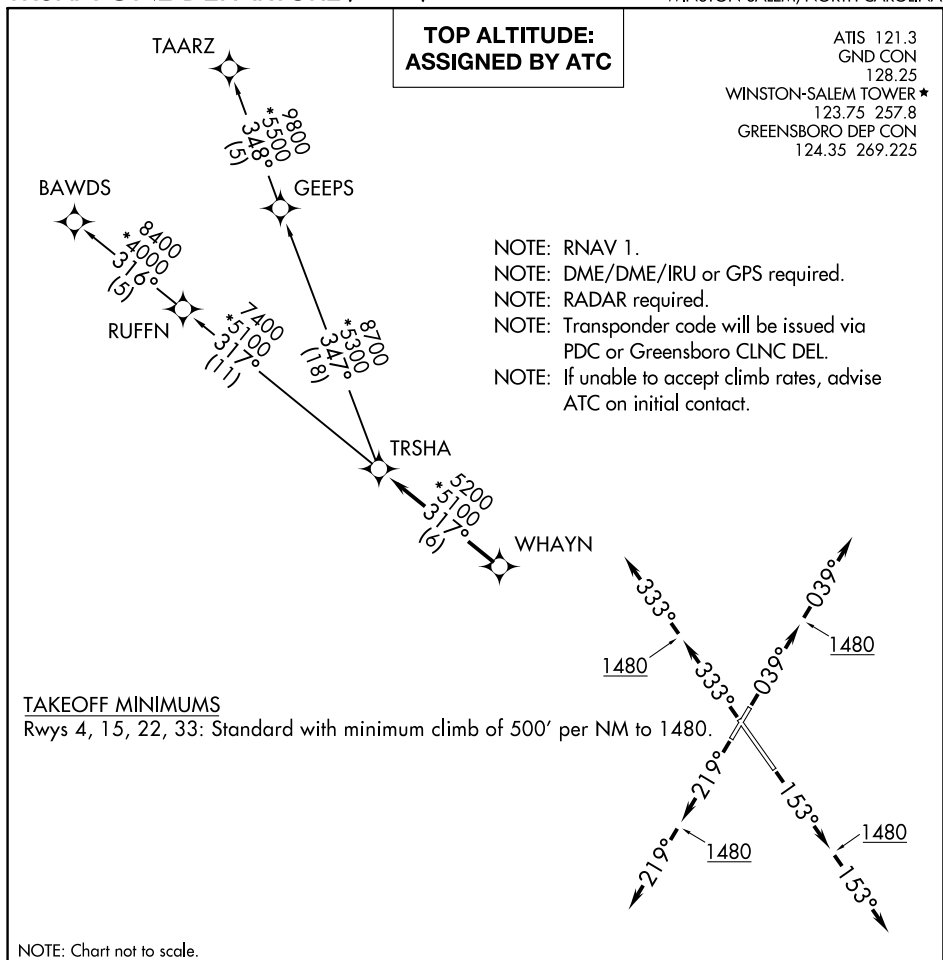 WINSTON-SALEM, NORTH CAROLINA
TOP ALTITUDE:
ASSIGNED BY ATC
ATIS 121.3
GND CON
128.25
WINSTON-SALEM TOWER ★
123.75 257.8
GREENSBORO DEP CON
124.35 269.225
TAARZ
9800
*5500
348°
(5)
GEEPS
BAWDS
8400
*4000
316°
(5)
RUFFN
7400
*5100
317°
(11)
8700
*5300
347°
(18)
NOTE: RNAV 1.
NOTE: DME/DME/IRU or GPS required.
NOTE: RADAR required.
NOTE: Transponder code will be issued via
PDC or Greensboro CLNC DEL.
NOTE: If unable to accept climb rates, advise
ATC on initial contact.
TRSHA
5200
*5100
317°
(6)
WHAYN
333°
1480
333°
039°
1480
039°
TAKEOFF MINIMUMS
Rwys 4, 15, 22, 33: Standard with minimum climb of 500' per NM to 1480.
219°
1480
219°
153°
1480
153°
NOTE: Chart not to scale.